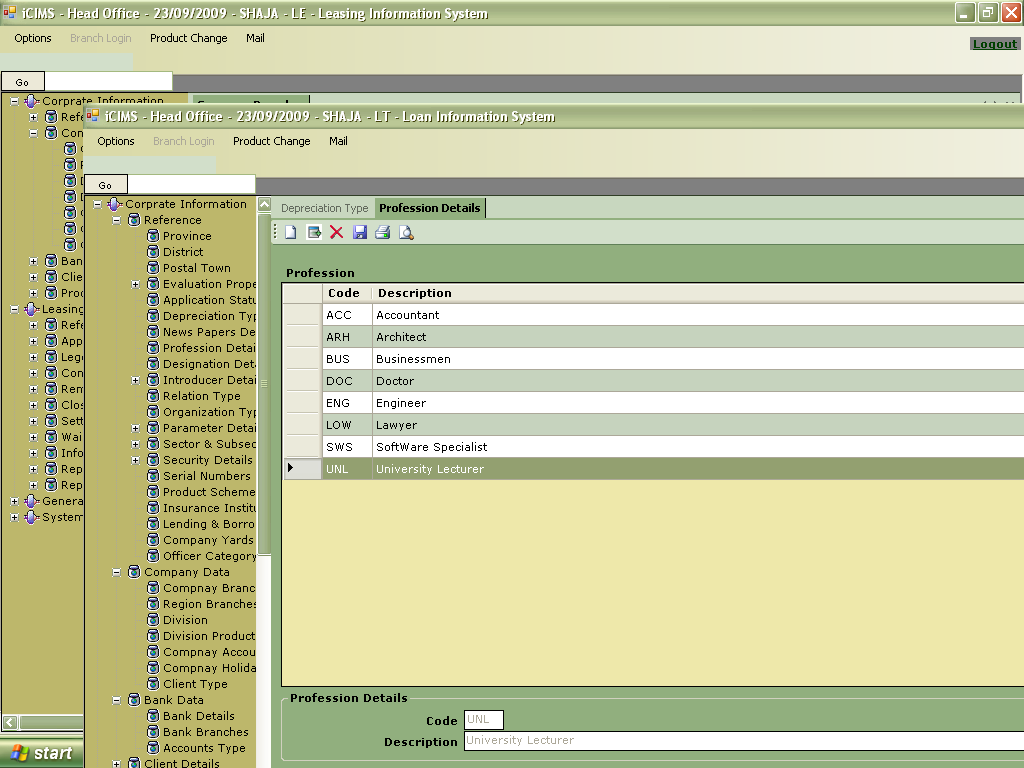 iCIMS - Head Office - 23/09/2009 - SHAJA - LE - Leasing Information System
Options Branch Login Product Change Mail
Logout
Go
Corprate Information
Refe
Con
Ban
Clie
Proc
Leasing
Refe
App
Lega
Con
Rem
Clos
Sett
Wai
Info
Rep
Rep
Genera
System
start
iCIMS - Head Office - 23/09/2009 - SHAJA - LT - Loan Information System
Options Branch Login Product Change Mail
Go
Corprate Information
Reference
Province
District
Postal Town
Evaluation Prope
Application Statu
Depreciation Typ
News Papers De
Profession Detai
Designation Det
Introducer Detai
Relation Type
Organization Typ
Parameter Detai
Sector & Subsec
Security Details
Serial Numbers
Product Scheme
Insurance Institu
Lending & Borro
Company Yards
Officer Category
Company Data
Compnay Branc
Region Branches
Division
Division Product
Compnay Accou
Compnay Holida
Client Type
Bank Data
Bank Details
Bank Branches
Accounts Type
Client Details
Depreciation Type Profession Details
Profession
Code Description
ACC Accountant
ARH Architect
BUS Businessmen
DOC Doctor
ENG Engineer
LOW Lawyer
SWS SoftWare Specialist
UNL University Lecturer
Profession Details
Code UNL
Description University Lecturer